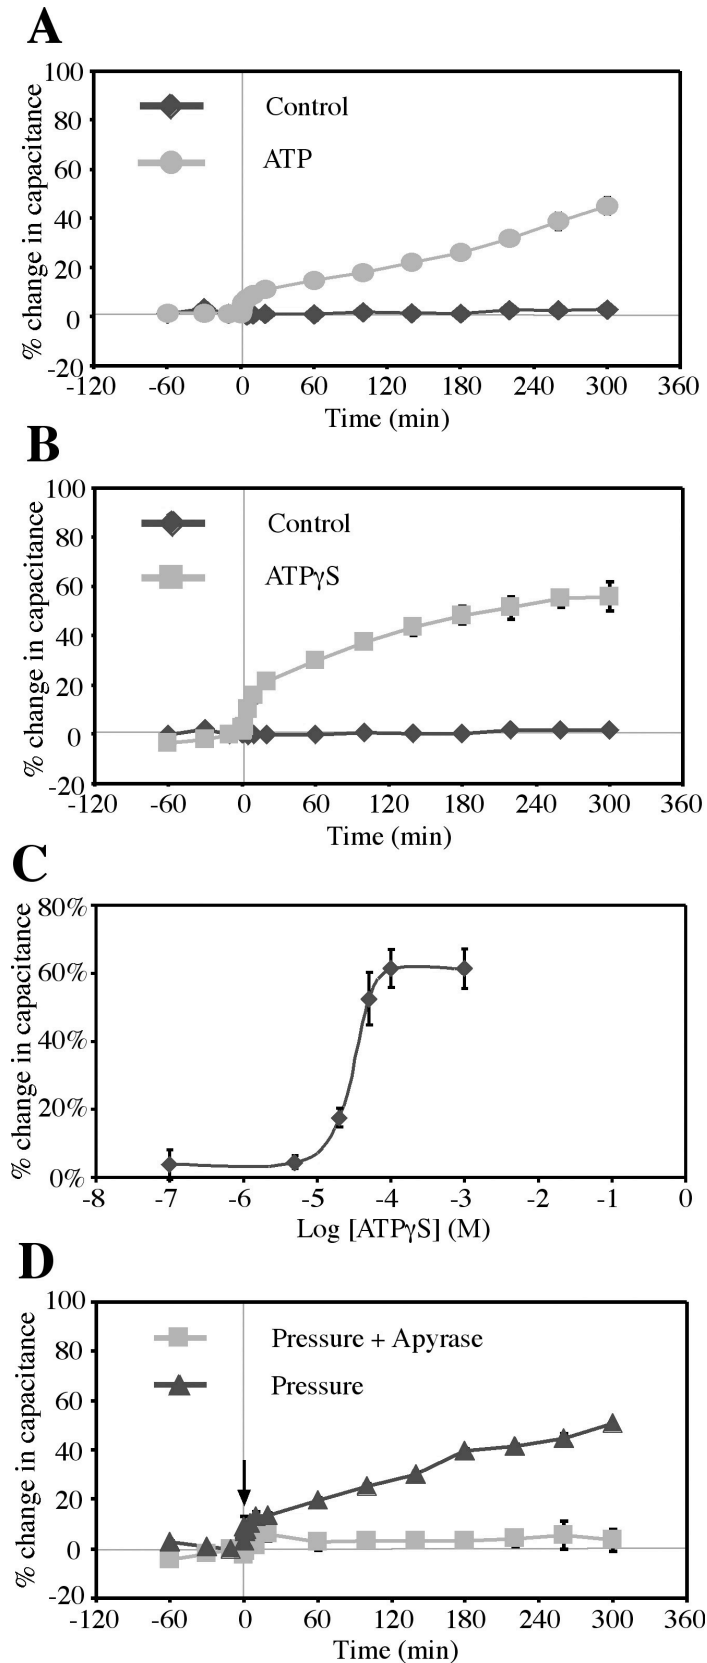 A
% change in capacitance
100
80
60
40
20
0
-20
Control
ATP
-120 -60 0 60 120 180 240 300 360
Time (min)
B
% change in capacitance
100
80
60
40
20
0
-20
Control
ATPγS
-120 -60 0 60 120 180 240 300 360
Time (min)
C
% change in capacitance
80%
60%
40%
20%
0%
-8 -7 -6 -5 -4 -3 -2 -1 0
Log [ATPγS] (M)
D
% change in capacitance
100
80
60
40
20
0
-20
Pressure + Apyrase
Pressure
-120 -60 0 60 120 180 240 300 360
Time (min)